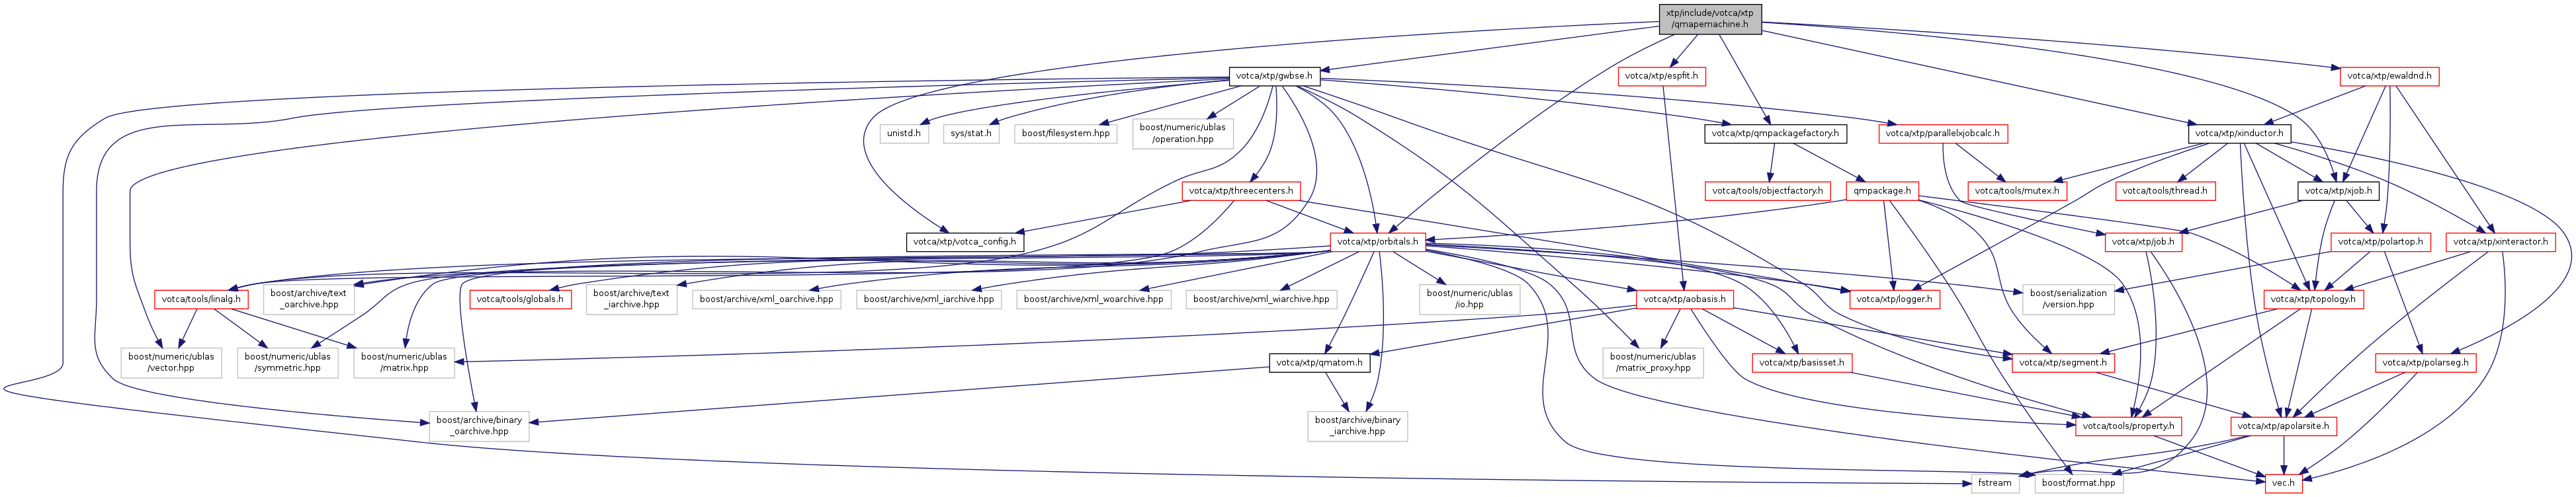 xtp/include/votca/xtp
/qmapemachine.h
votca/xtp/gwbse.h
votca/xtp/espfit.h
votca/xtp/ewaldnd.h
unistd.h
sys/stat.h
boost/filesystem.hpp
boost/numeric/ublas
/operation.hpp
votca/xtp/qmpackagefactory.h
votca/xtp/parallelxjobcalc.h
votca/xtp/xinductor.h
votca/xtp/threecenters.h
votca/tools/objectfactory.h
qmpackage.h
votca/tools/mutex.h
votca/tools/thread.h
votca/xtp/xjob.h
votca/xtp/votca_config.h
votca/xtp/orbitals.h
votca/xtp/job.h
votca/xtp/polartop.h
votca/xtp/xinteractor.h
votca/tools/linalg.h
boost/archive/text
_oarchive.hpp
votca/tools/globals.h
boost/archive/text
_iarchive.hpp
boost/archive/xml_oarchive.hpp
boost/archive/xml_iarchive.hpp
boost/archive/xml_woarchive.hpp
boost/archive/xml_wiarchive.hpp
boost/numeric/ublas
/io.hpp
votca/xtp/aobasis.h
votca/xtp/logger.h
boost/serialization
/version.hpp
votca/xtp/topology.h
boost/numeric/ublas
/vector.hpp
boost/numeric/ublas
/symmetric.hpp
boost/numeric/ublas
/matrix.hpp
votca/xtp/qmatom.h
boost/numeric/ublas
/matrix_proxy.hpp
votca/xtp/basisset.h
votca/xtp/segment.h
votca/xtp/polarseg.h
boost/archive/binary
_oarchive.hpp
boost/archive/binary
_iarchive.hpp
votca/tools/property.h
votca/xtp/apolarsite.h
fstream
boost/format.hpp
vec.h